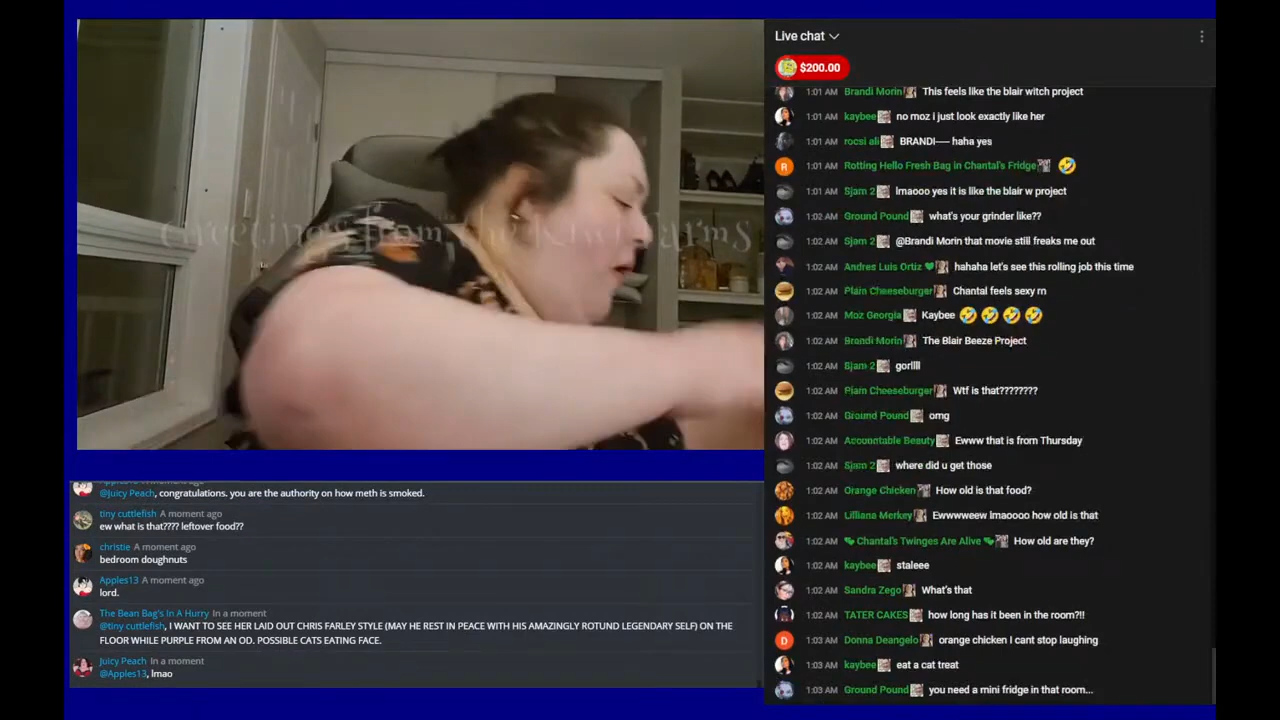 Greetings from the Kiwi Farms
@Juicy Peach, congratulations. you are the authority on how meth is smoked.
tiny cuttlefish A moment ago
ew what is that???? leftover food??
christie A moment ago
bedroom doughnuts
Apples13 A moment ago
lord.
The Bean Bag's In A Hurry In a moment
@tiny cuttlefish, I WANT TO SEE HER LAID OUT CHRIS FARLEY STYLE (MAY HE REST IN PEACE WITH HIS AMAZINGLY ROTUND LEGENDARY SELF) ON THE
FLOOR WHILE PURPLE FROM AN OD. POSSIBLE CATS EATING FACE.
Juicy Peach In a moment
@Apples13, lmao
Live chat
$200.00
1:01 AM Brandi Morin This feels like the blair witch project
1:01 AM kaybee no moz i just look exactly like her
1:01 AM rocsi ali BRANDI— haha yes
1:01 AM Rotting Hello Fresh Bag in Chantal's Fridge 🤣
1:01 AM Sjam 2 lmaooo yes it is like the blair w project
1:02 AM Ground Pound what's your grinder like??
1:02 AM Sjam 2 @Brandi Morin that movie still freaks me out
1:02 AM Andres Luis Ortiz 💚 hahaha let's see this rolling job this time
1:02 AM Plain Cheeseburger Chantal feels sexy rn
1:02 AM Moz Georgia Kaybee 🤣🤣🤣🤣
1:02 AM Brandi Morin The Blair Beeze Project
1:02 AM Sjam 2 gorllll
1:02 AM Plain Cheeseburger Wtf is that????????
1:02 AM Ground Pound omg
1:02 AM Accountable Beauty Ewww that is from Thursday
1:02 AM Sjam 2 where did u get those
1:02 AM Orange Chicken How old is that food?
1:02 AM Lilliana Merkey Ewwwweew lmaoooo how old is that
1:02 AM Chantal's Twinges Are Alive How old are they?
1:02 AM kaybee staleee
1:02 AM Sandra Zego What's that
1:02 AM TATER CAKES how long has it been in the room?!!
1:03 AM Donna Deangelo orange chicken I cant stop laughing
1:03 AM kaybee eat a cat treat
1:03 AM Ground Pound you need a mini fridge in that room...